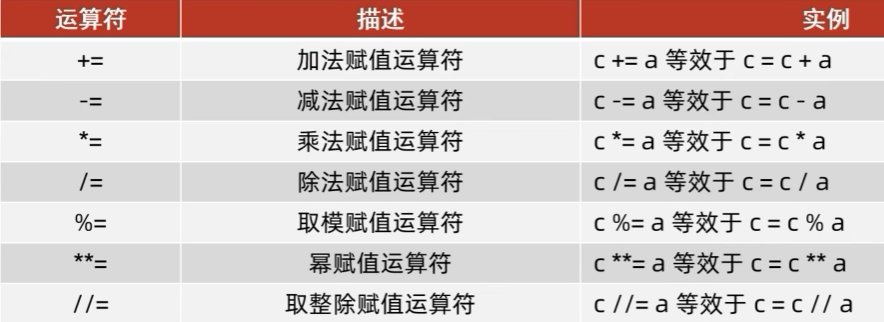 运算符 描述 实例
+= 加法赋值运算符 c += a 等效于 c = c + a
-= 减法赋值运算符 c -= a 等效于 c = c - a
*= 乘法赋值运算符 c *= a 等效于 c = c * a
/= 除法赋值运算符 c /= a 等效于 c = c / a
%= 取模赋值运算符 c %= a 等效于 c = c % a
**= 幂赋值运算符 c **= a 等效于 c = c ** a
//= 取整除赋值运算符 c //= a 等效于 c = c // a